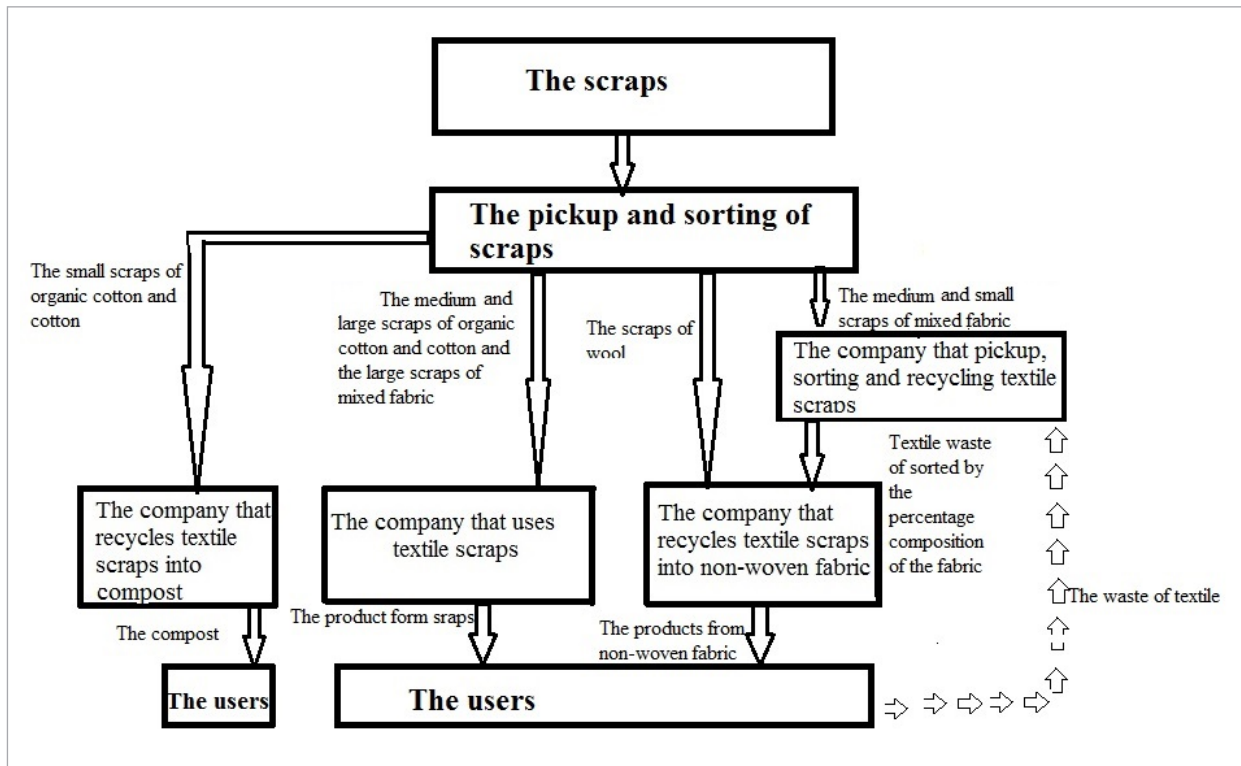 The scraps
The pickup and sorting of
scraps
The small scraps of
organic cotton and
cotton
The medium and
large scraps of organic
cotton and cotton and
the large scraps of
mixed fabric
The scraps of
wool
The medium and small
scraps of mixed fabric
The company that pickup,
sorting and recycling textile
scraps
Textile waste
of sorted by
the
percentage
composition
of the fabric
The company that
recycles textile
scraps into
compost
The company that uses
textile scraps
The company that
recycles textile scraps
into non-woven fabric
The waste of textile
The compost
The product form sraps
The products from
non-woven fabric
The users
The users